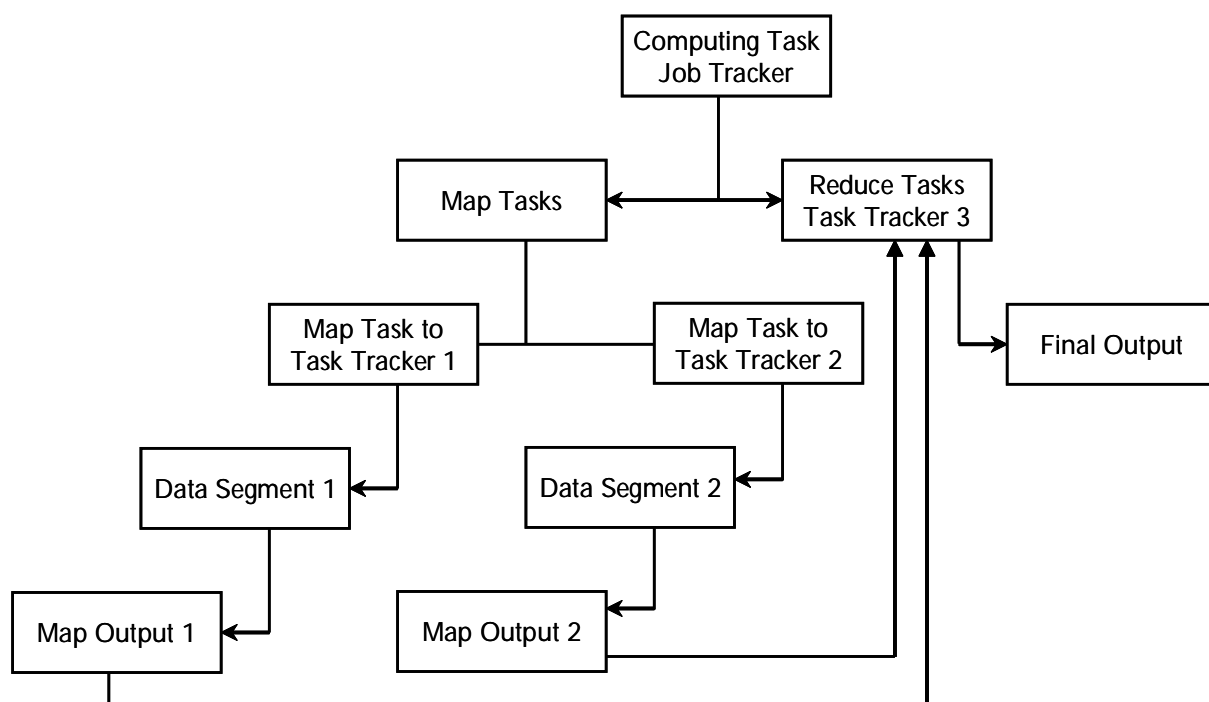 Computing Task
Job Tracker
Map Tasks
Reduce Tasks
Task Tracker 3
Map Task to
Task Tracker 1
Map Task to
Task Tracker 2
Final Output
Data Segment 1
Data Segment 2
Map Output 1
Map Output 2